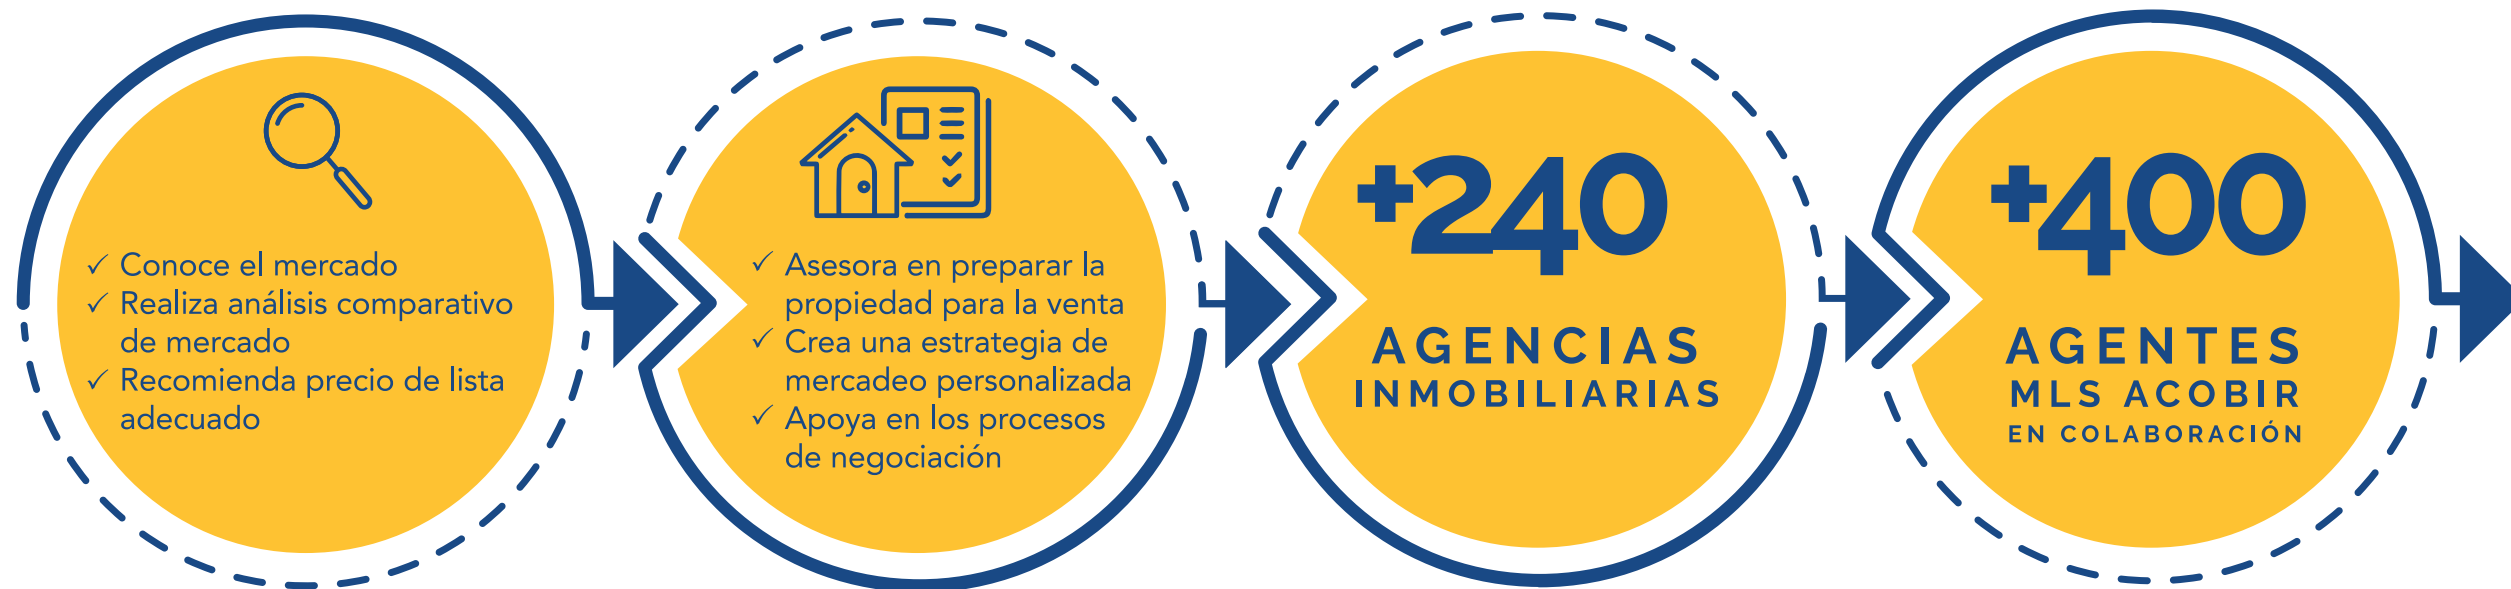 ✓ Conoce el mercado
✓ Realiza análisis comparativo
de mercado
✓ Recomienda precio de lista
adecuado
✓ Asesora en preparar la
propiedad para la venta
✓ Crea una estrategia de
mercadeo personalizada
✓ Apoya en los procesos
de negociación
+240
AGENCIAS
INMOBILIARIAS
+400
AGENTES
MLS ACOBIR
EN COLABORACIÓN